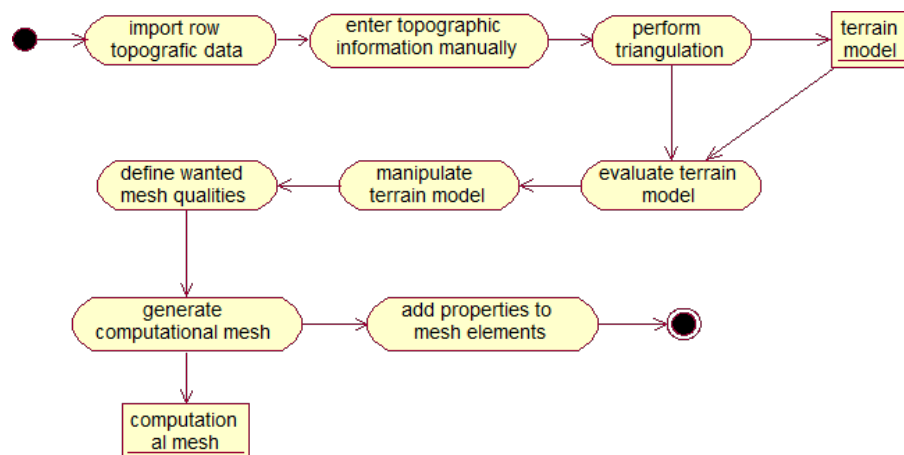 import row
topografic data
enter topographic
information manually
perform
triangulation
terrain
model
define wanted
mesh qualities
manipulate
terrain model
evaluate terrain
model
generate
computational mesh
add properties to
mesh elements
computation
al mesh